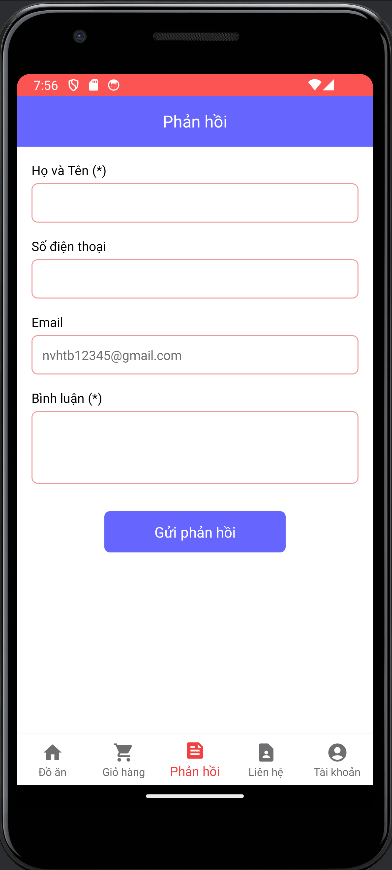 7:56
Phản hồi
Họ và Tên (*)
Số điện thoại
Email
nvhtb12345@gmail.com
Bình luận (*)
Gửi phản hồi
Đồ ăn
Giỏ hàng
Phản hồi
Liên hệ
Tài khoản